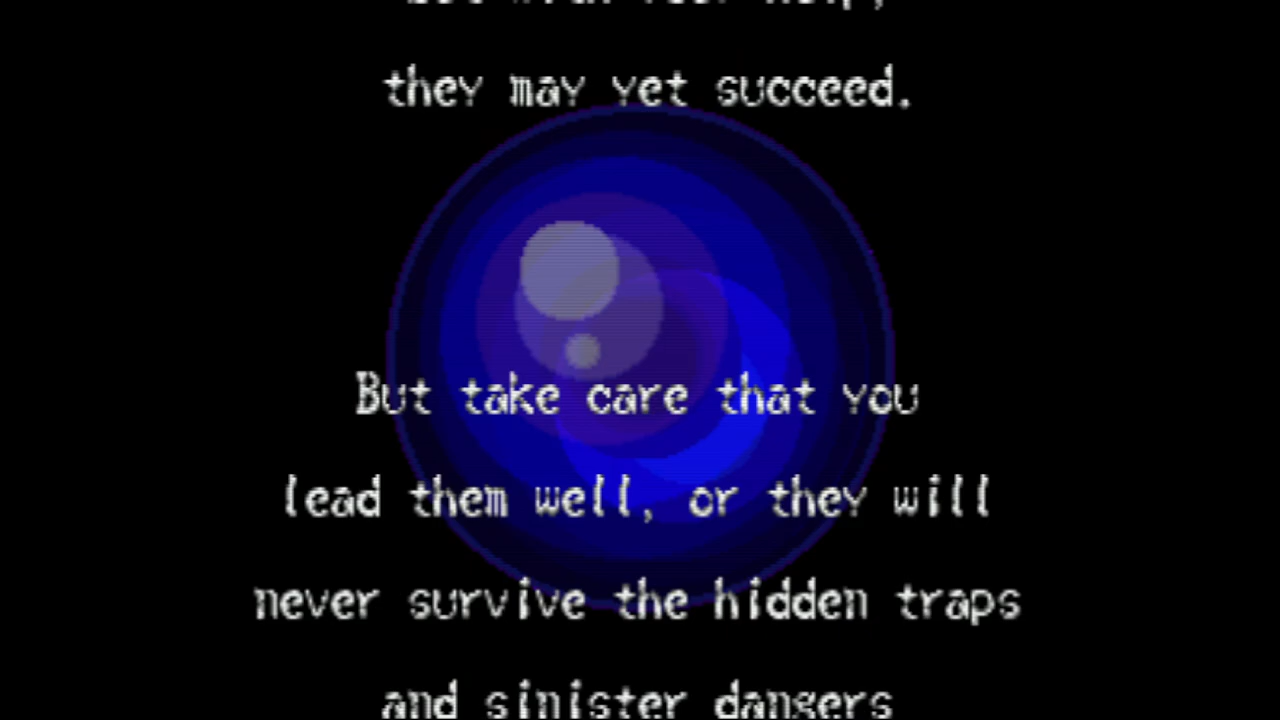 they may yet succeed.
But take care that you
lead them well, or they will
never survive the hidden traps
and sinister dangers